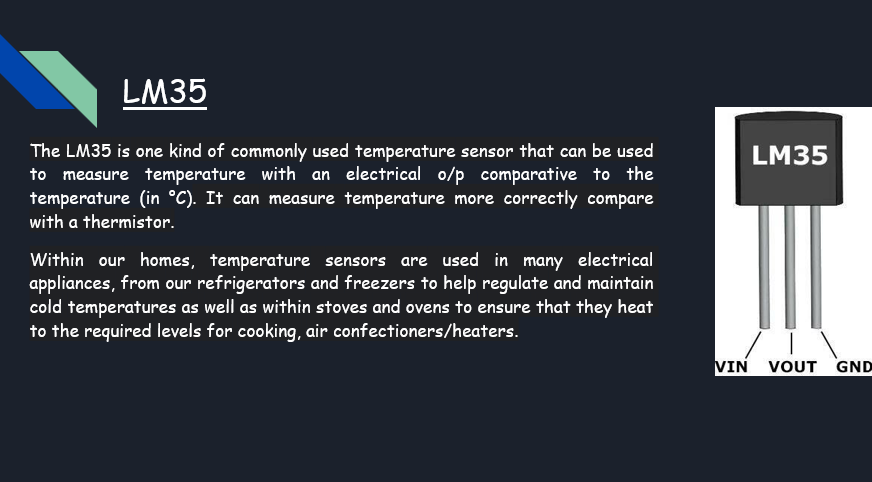 LM35
The LM35 is one kind of commonly used temperature sensor that can be used
to measure temperature with an electrical o/p comparative to the
temperature (in °C). It can measure temperature more correctly compare
with a thermistor.
Within our homes, temperature sensors are used in many electrical
appliances, from our refrigerators and freezers to help regulate and maintain
cold temperatures as well as within stoves and ovens to ensure that they heat
to the required levels for cooking, air confectioners/heaters.
LM35
VIN VOUT GND